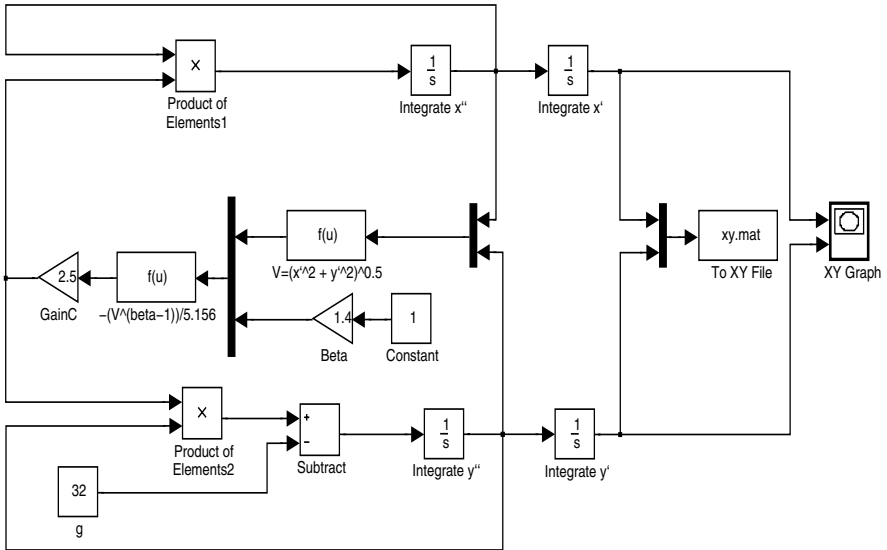 ×
Product of
Elements1
1
s
Integrate x“
1
s
Integrate x‘
f(u)
V=(x‘^2 + y‘^2)^0.5
xy.mat
To XY File
XY Graph
2.5
GainC
f(u)
−(V^(beta−1))/5.156
1.4
Beta
1
Constant
×
Product of
Elements2
+
−
Subtract
1
s
Integrate y“
1
s
Integrate y‘
32
g